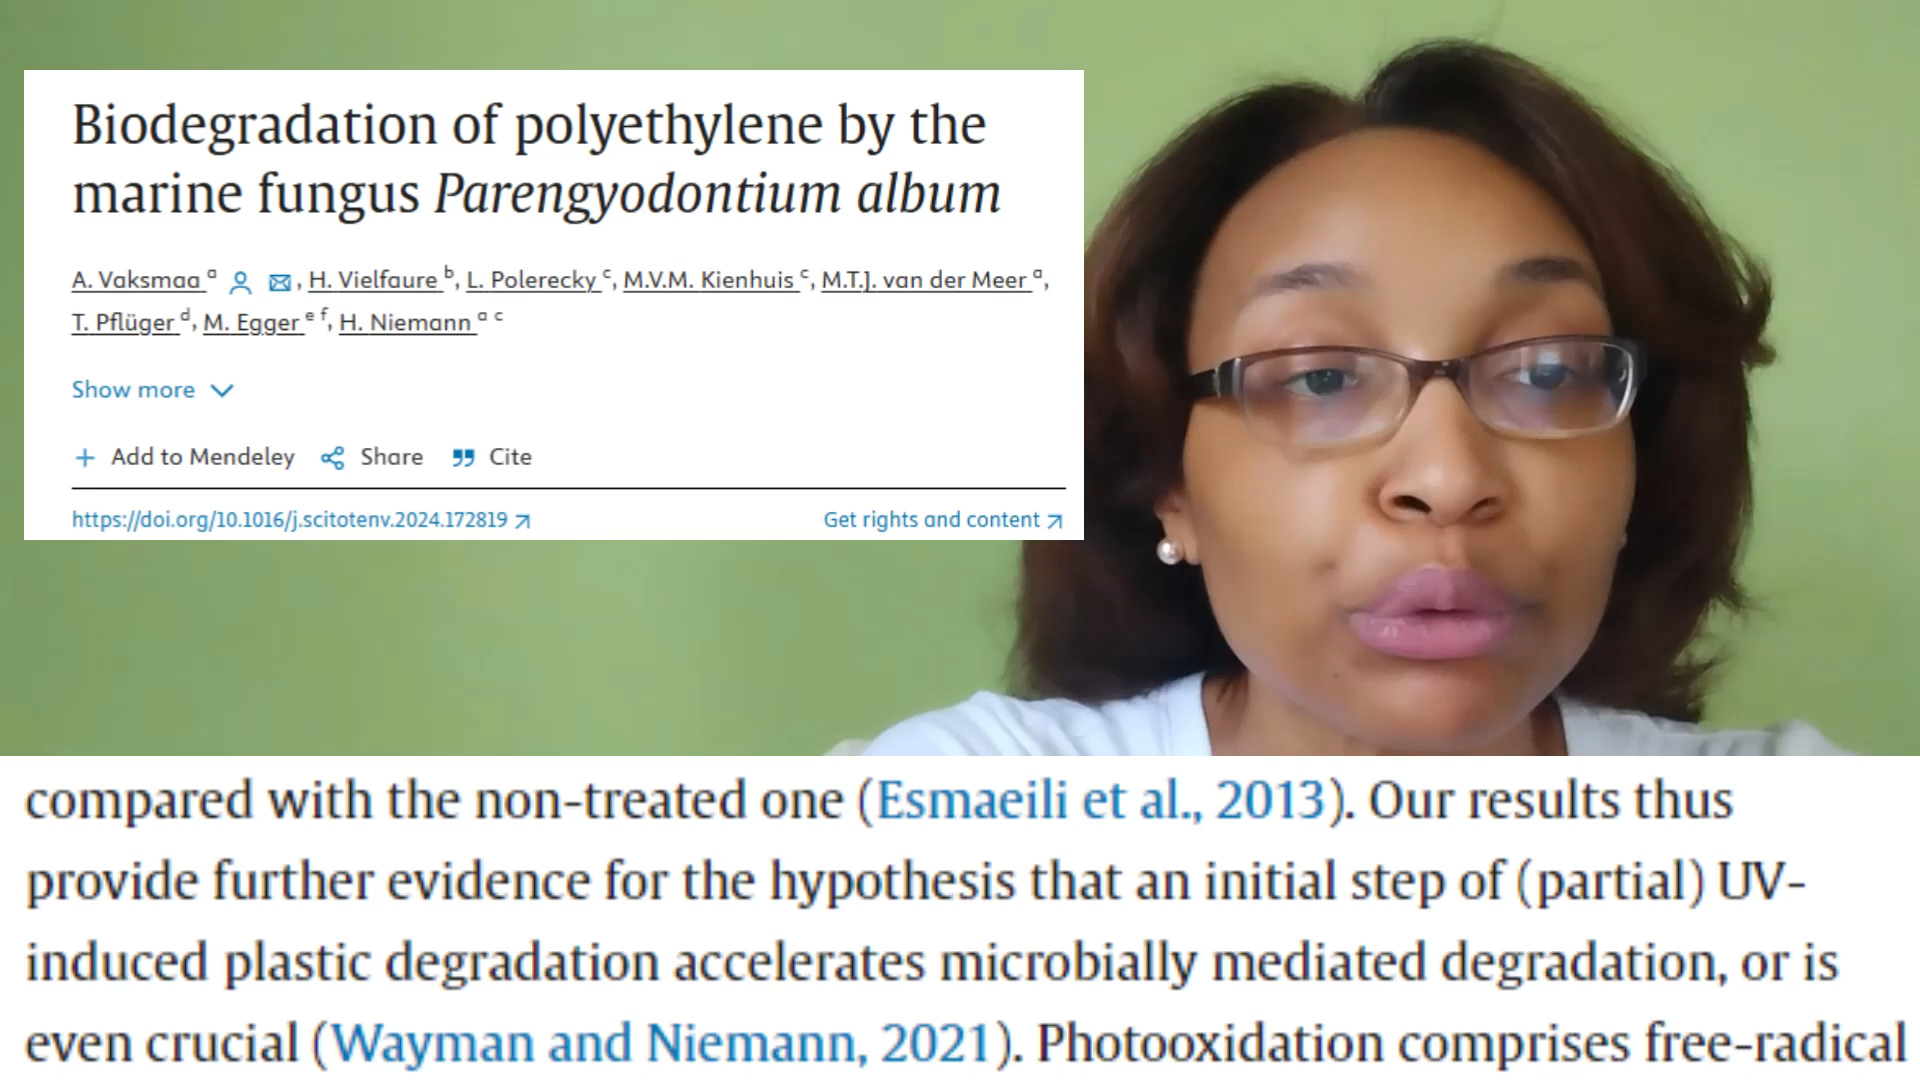 Biodegradation of polyethylene by the
marine fungus Parengyodontium album
A. Vaksmaa a, H. Vielfaure b, L. Polerecky c, M.V.M. Kienhuis c, M.T.J. van der Meer a,
T. Pflüger d, M. Egger e f, H. Niemann a c
Show more
+ Add to Mendeley Share Cite
https://doi.org/10.1016/j.scitotenv.2024.172819 Get rights and content
compared with the non-treated one (Esmaeili et al., 2013). Our results thus
provide further evidence for the hypothesis that an initial step of (partial) UV-
induced plastic degradation accelerates microbially mediated degradation, or is
even crucial (Wayman and Niemann, 2021). Photooxidation comprises free-radical